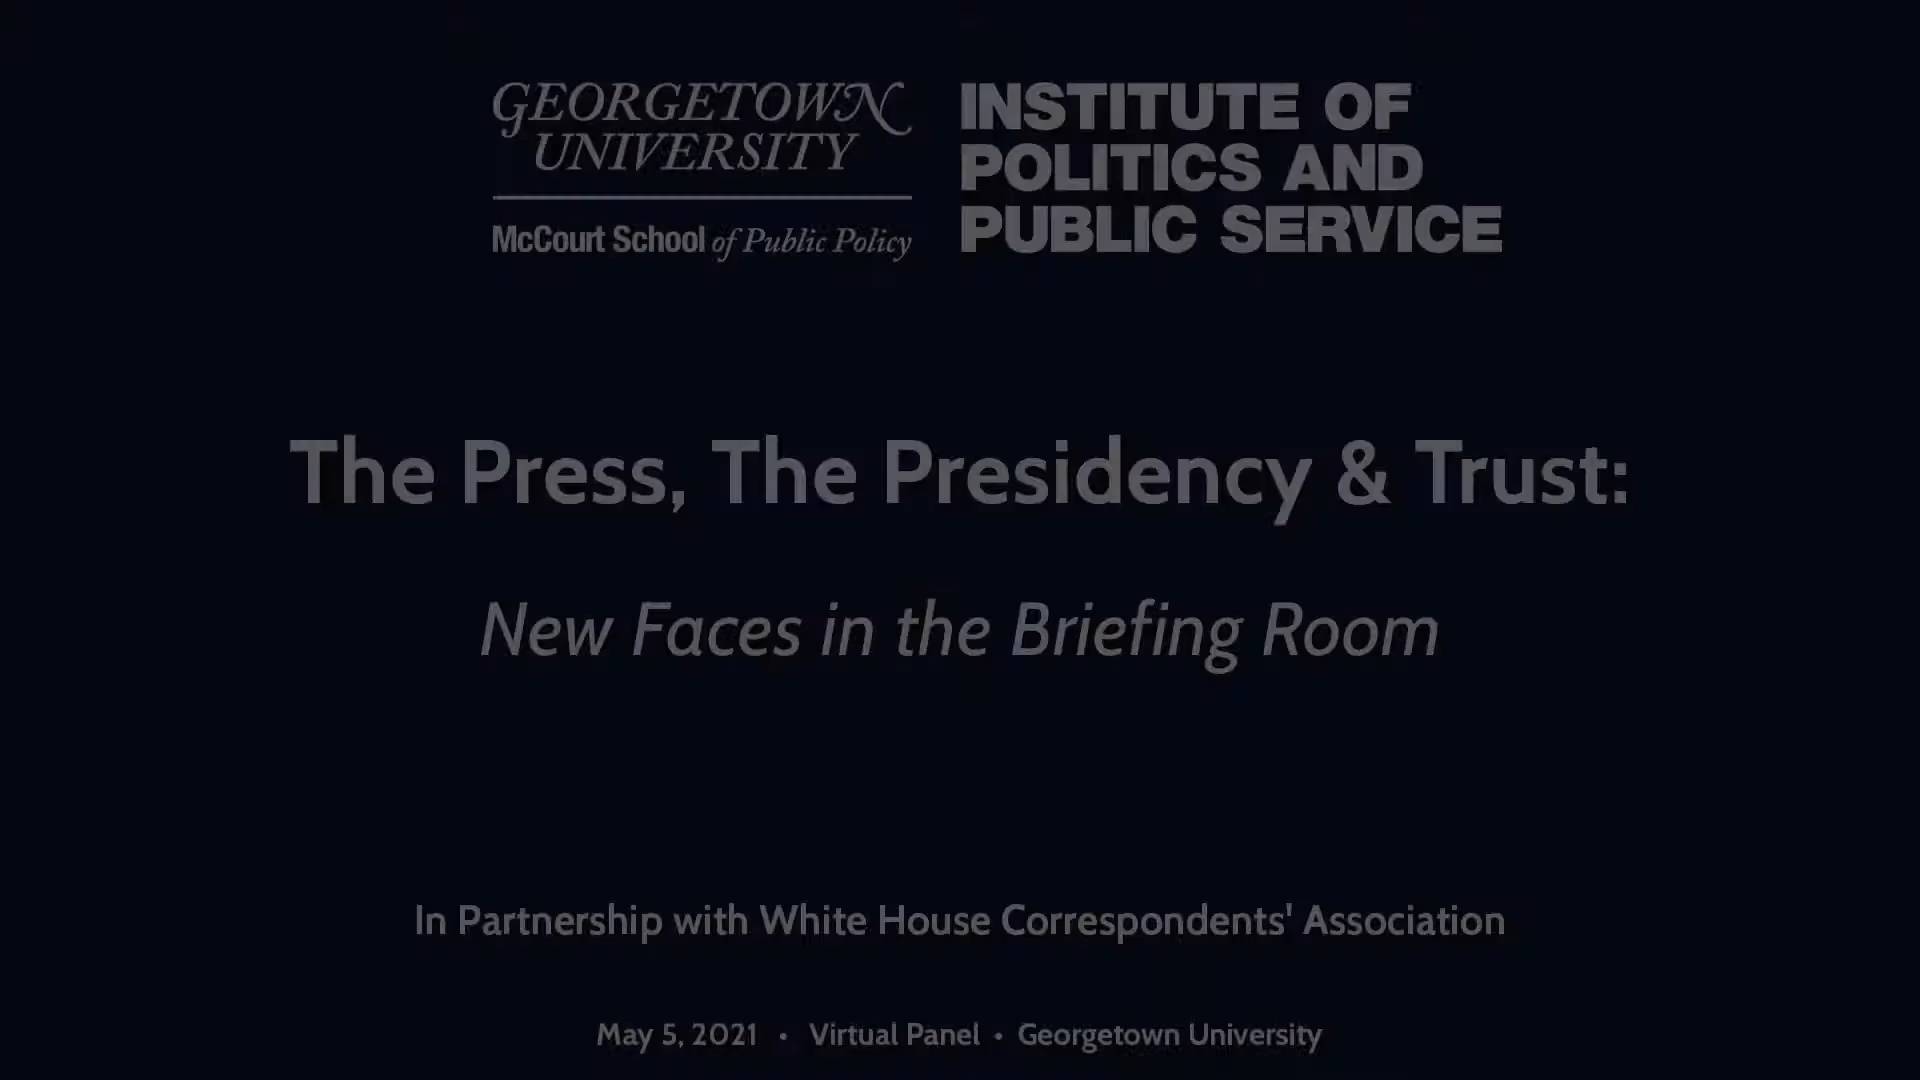 GEORGETOWN
UNIVERSITY
McCourt School of Public Policy
INSTITUTE OF
POLITICS AND
PUBLIC SERVICE
The Press, The Presidency & Trust:
New Faces in the Briefing Room
In Partnership with White House Correspondents' Association
May 5, 2021 • Virtual Panel • Georgetown University